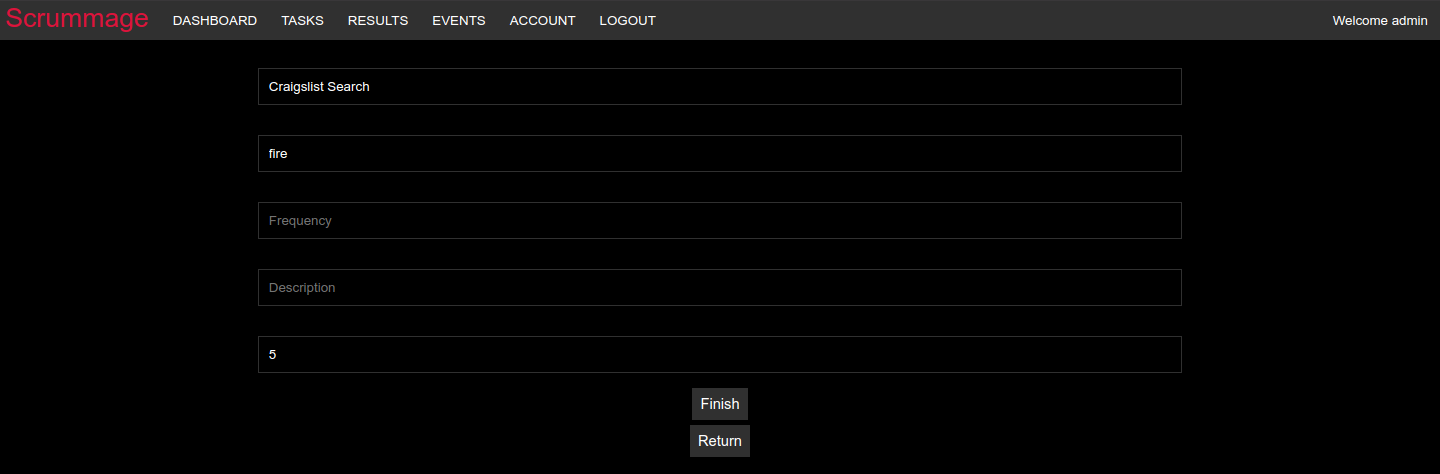 Scrummage DASHBOARD TASKS RESULTS EVENTS ACCOUNT LOGOUT Welcome admin
Craigslist Search
fire
Frequency
Description
5
Finish
Return